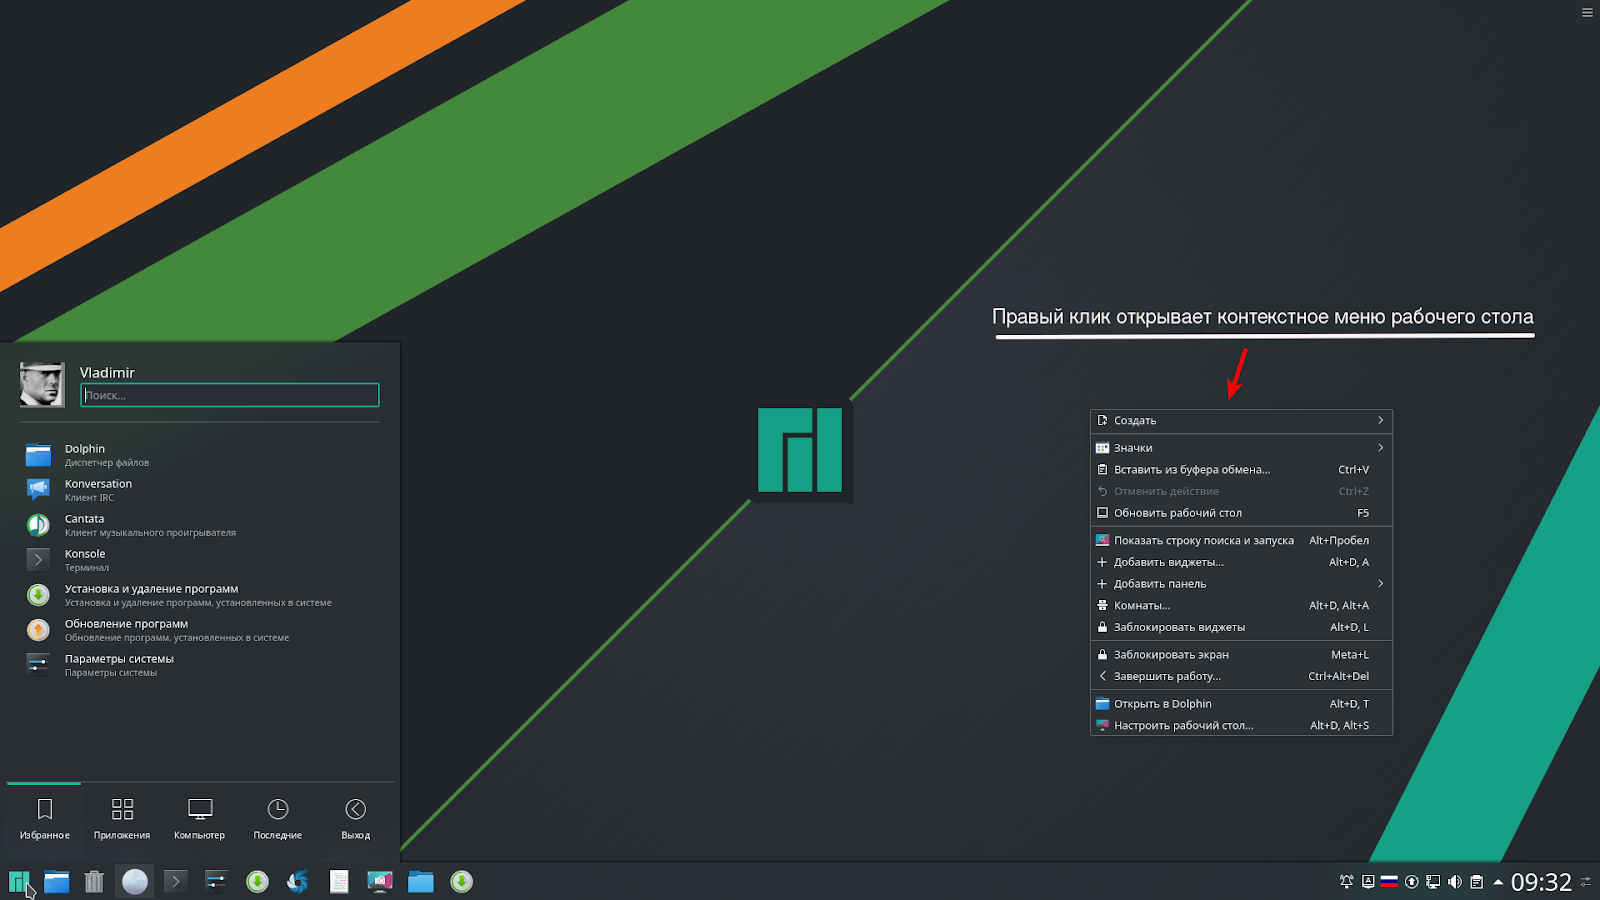 Правый клик открывает контекстное меню рабочего стола
Vladimir
Поиск...
Dolphin
Диспетчер файлов
Konversation
Клиент IRC
Cantata
Клиент музыкального проигрывателя
Konsole
Терминал
Установка и удаление программ
Установка и удаление программ, установленных в системе
Обновление программ
Обновление программ, установленных в системе
Параметры системы
Параметры системы
Избранное Приложения Компьютер Последние Выход
Создать
Значки
Вставить из буфера обмена... Ctrl+V
Отменить действие Ctrl+Z
Обновить рабочий стол F5
Показать строку поиска и запуска Alt+Пробел
Добавить виджеты... Alt+D, A
Добавить панель
Комнаты... Alt+D, Alt+A
Заблокировать виджеты Alt+D, L
Заблокировать экран Meta+L
Завершить работу... Ctrl+Alt+Del
Открыть в Dolphin Alt+D, T
Настроить рабочий стол... Alt+D, Alt+S
09:32